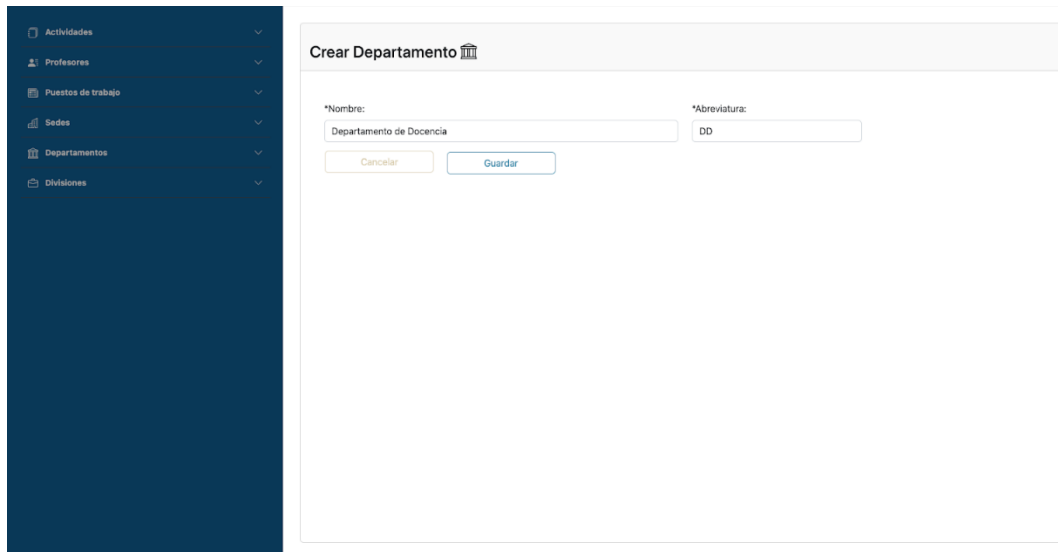 Actividades
Profesores
Puestos de trabajo
Sedes
Departamentos
Divisiones
Crear Departamento
*Nombre:
*Abreviatura:
Departamento de Docencia
DD
Cancelar
Guardar